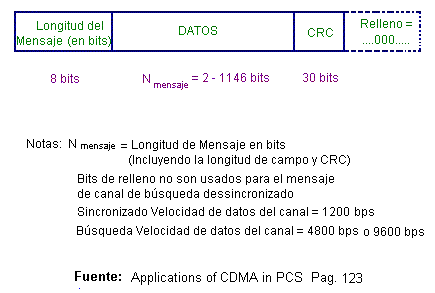 Longitud del
Mensaje (en bits)
DATOS
CRC
Relleno =
....000.....
8 bits
N mensaje = 2 - 1146 bits
30 bits
Notas: N mensaje = Longitud de Mensaje en bits
(Incluyendo la longitud de campo y CRC)
Bits de relleno no son usados para el mensaje
de canal de búsqueda dessincronizado
Sincronizado Velocidad de datos del canal = 1200 bps
Búsqueda Velocidad de datos del canal = 4800 bps o 9600 bps
Fuente: Applications of CDMA in PCS Pag. 123